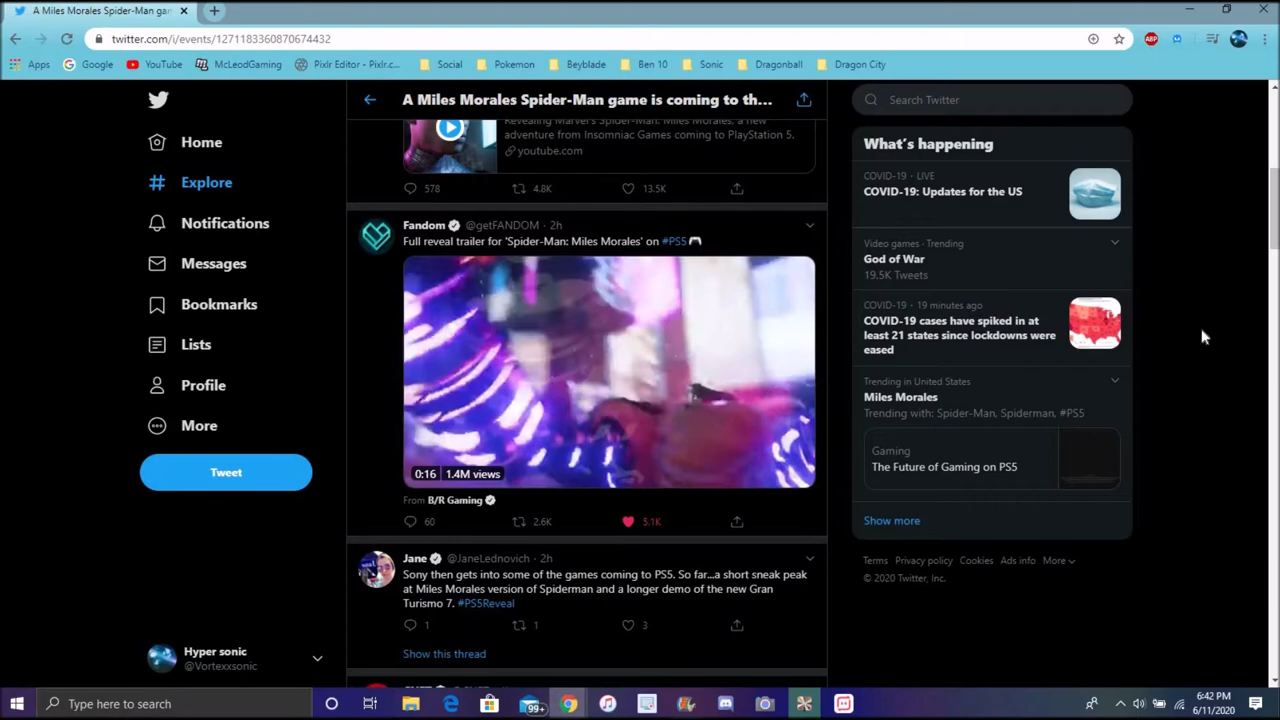 A Miles Morales Spider-Man gam
twitter.com/i/events/1271183360870674432
ABP
Apps
Google
YouTube
McLeodGaming
Pixlr Editor - Pixlr.c...
Social
Pokemon
Beyblade
Ben 10
Sonic
Dragonball
Dragon City
Home
Explore
Notifications
Messages
Bookmarks
Lists
Profile
More
Tweet
Hyper sonic
@Vortexxsonic
A Miles Morales Spider-Man game is coming to th...
Revealing Marvel's Spider-Man: Miles Morales, a new
adventure from Insomniac Games coming to PlayStation 5.
youtube.com
578 4.8K 13.5K
Fandom @getFANDOM · 2h
Full reveal trailer for 'Spider-Man: Miles Morales' on #PS5 🎮
0:16 1.4M views
From B/R Gaming
60 2.6K 5.1K
Jane @JaneLednovich · 2h
Sony then gets into some of the games coming to PS5. So far...a short sneak peak
at Miles Morales version of Spiderman and a longer demo of the new Gran
Turismo 7. #PS5Reveal
1 1 3
Show this thread
Search Twitter
What's happening
COVID-19 · LIVE
COVID-19: Updates for the US
Video games · Trending
God of War
19.5K Tweets
COVID-19 · 19 minutes ago
COVID-19 cases have spiked in at
least 21 states since lockdowns were
eased
Trending in United States
Miles Morales
Trending with: Spider-Man, Spiderman, #PS5
Gaming
The Future of Gaming on PS5
Show more
Terms Privacy policy Cookies Ads info More
© 2020 Twitter, Inc.
Type here to search
99+
6:42 PM
6/11/2020